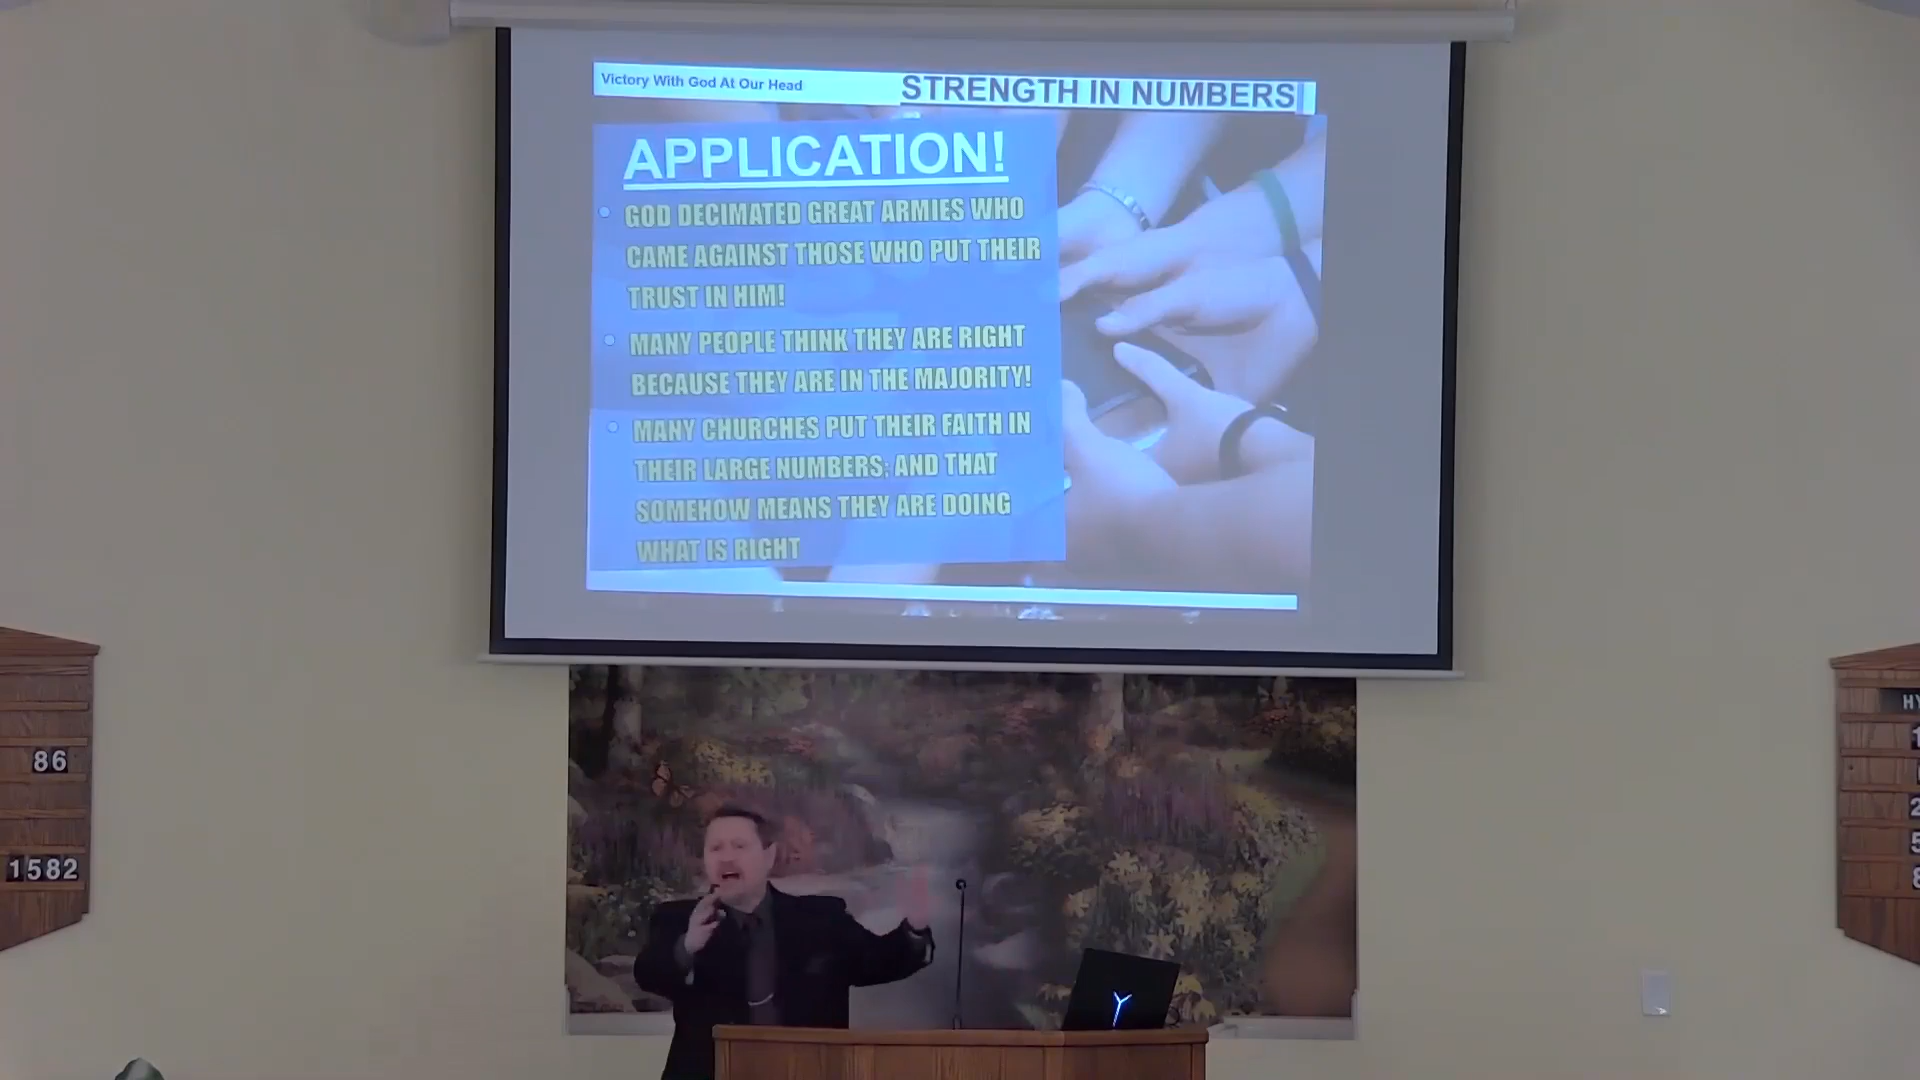 Victory With God At Our Head
STRENGTH IN NUMBERS
APPLICATION!
GOD DECIMATED GREAT ARMIES WHO
CAME AGAINST THOSE WHO PUT THEIR
TRUST IN HIM!
MANY PEOPLE THINK THEY ARE RIGHT
BECAUSE THEY ARE IN THE MAJORITY!
MANY CHURCHES PUT THEIR FAITH IN
THEIR LARGE NUMBERS; AND THAT
SOMEHOW MEANS THEY ARE DOING
WHAT IS RIGHT
86
1582
HY